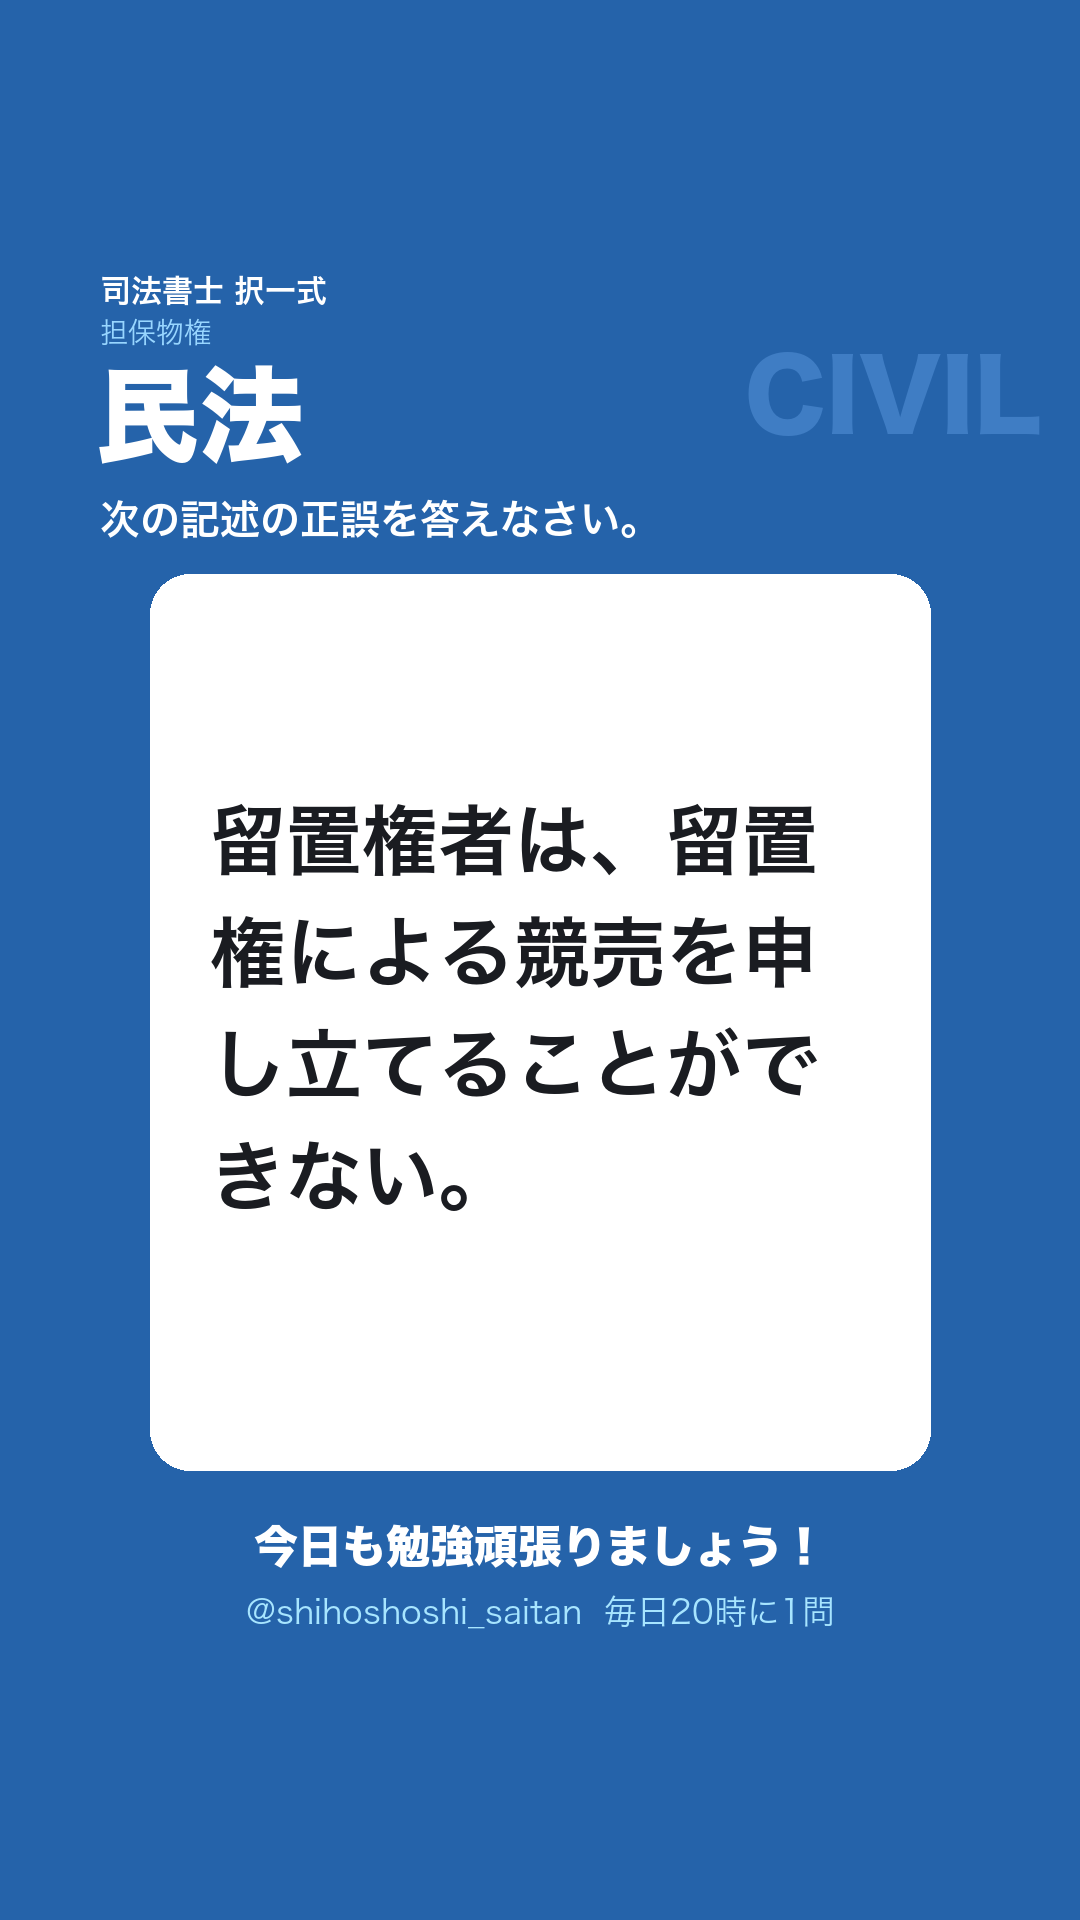 司法書士 択一式
担保物権
民法
CIVIL
次の記述の正誤を答えなさい。
留置権者は、留置
権による競売を申
し立てることがで
きない。
今日も勉強頑張りましょう！
@shihoshoshi_saitan 毎日20時に1問